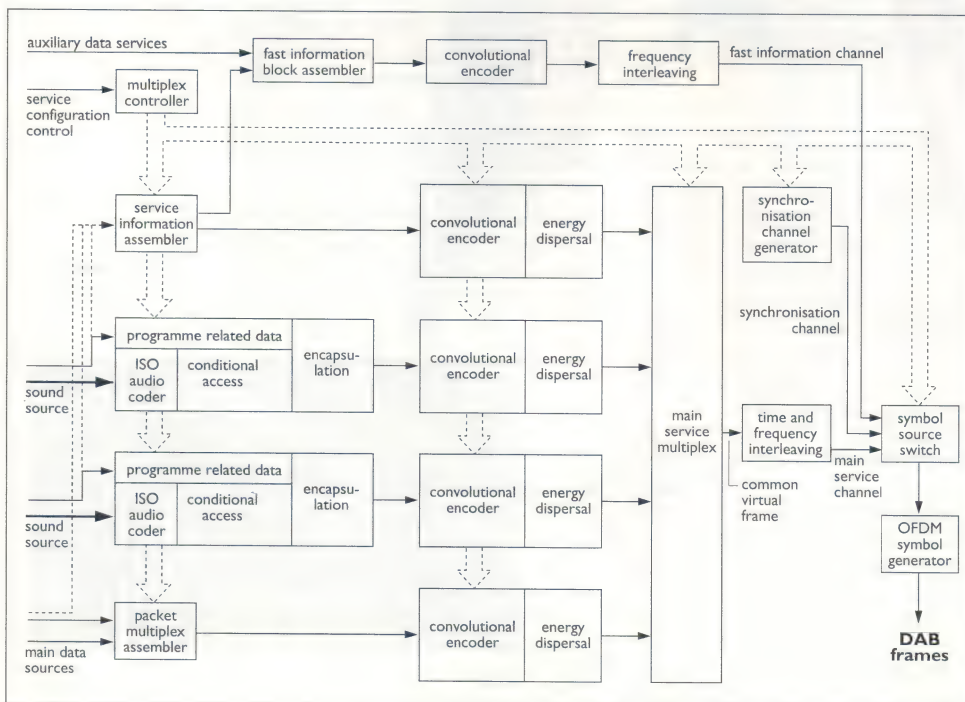 auxiliary data services
fast information
block assembler
convolutional
encoder
frequency
interleaving
fast information channel
service
configuration
control
multiplex
controller
service
information
assembler
convolutional
encoder
energy
dispersal
synchro-
nisation
channel
generator
synchronisation
channel
sound
source
programme related data
ISO
audio
coder
conditional
access
encapsu-
lation
convolutional
encoder
energy
dispersal
main
service
multiplex
common
virtual
frame
time and
frequency
interleaving
main
service
channel
symbol
source
switch
sound
source
programme related data
ISO
audio
coder
conditional
access
encapsu-
lation
convolutional
encoder
energy
dispersal
OFDM
symbol
generator
main data
sources
packet
multiplex
assembler
convolutional
encoder
energy
dispersal
DAB
frames